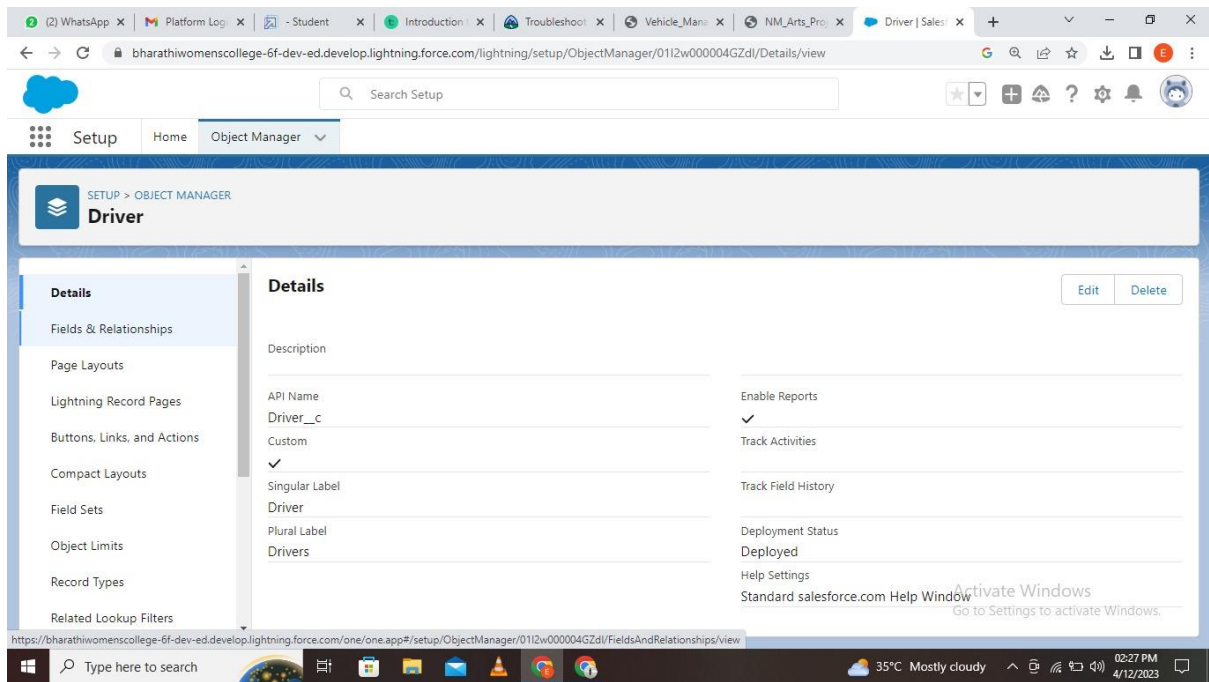 2 (2) WhatsApp
Platform Log
- Student
Introduction
Troubleshoot
Vehicle_Mana
NM_Arts_Proj
Driver | Sales
bharathiwomenscollege-6f-dev-ed.develop.lightning.force.com/lightning/setup/ObjectManager/01I2w000004GZdI/Details/view
G
E
Search Setup
Setup
Home
Object Manager
SETUP > OBJECT MANAGER
Driver
Details
Fields & Relationships
Page Layouts
Lightning Record Pages
Buttons, Links, and Actions
Compact Layouts
Field Sets
Object Limits
Record Types
Related Lookup Filters
Details
Edit
Delete
Description
API Name
Driver__c
Custom
Singular Label
Driver
Plural Label
Drivers
Enable Reports
Track Activities
Track Field History
Deployment Status
Deployed
Help Settings
Standard salesforce.com Help Window
Activate Windows
Go to Settings to activate Windows.
https://bharathiwomenscollege-6f-dev-ed.develop.lightning.force.com/one/one.app#/setup/ObjectManager/01I2w000004GZdI/FieldsAndRelationships/view
Type here to search
35°C Mostly cloudy
02:27 PM
4/12/2023